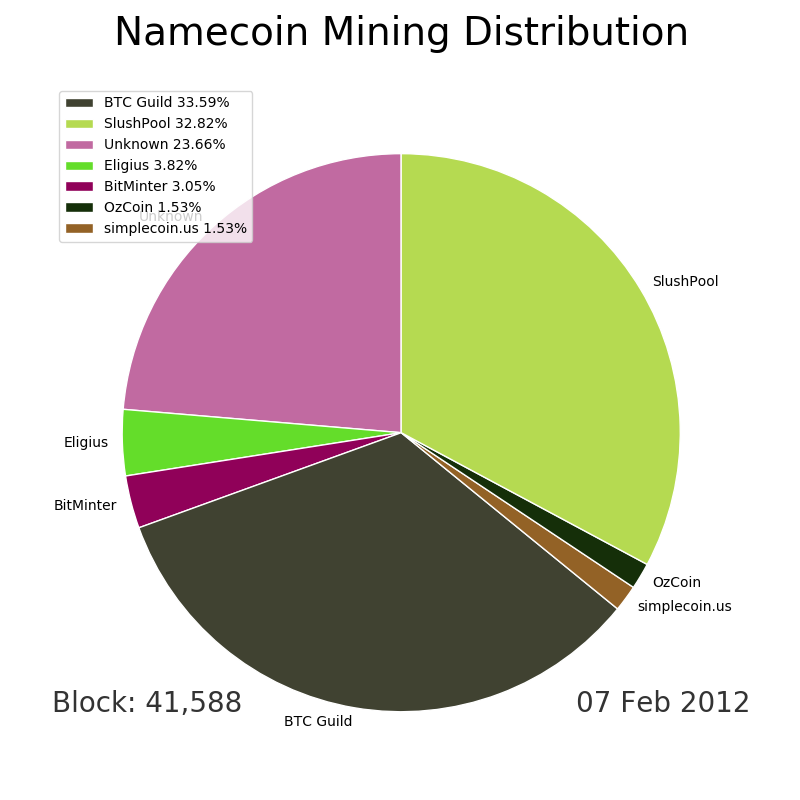 Namecoin Mining Distribution
BTC Guild 33.59%
SlushPool 32.82%
Unknown 23.66%
Eligius 3.82%
BitMinter 3.05%
OzCoin 1.53%
simplecoin.us 1.53%
Unknown
SlushPool
Eligius
BitMinter
OzCoin
simplecoin.us
BTC Guild
Block: 41,588
07 Feb 2012